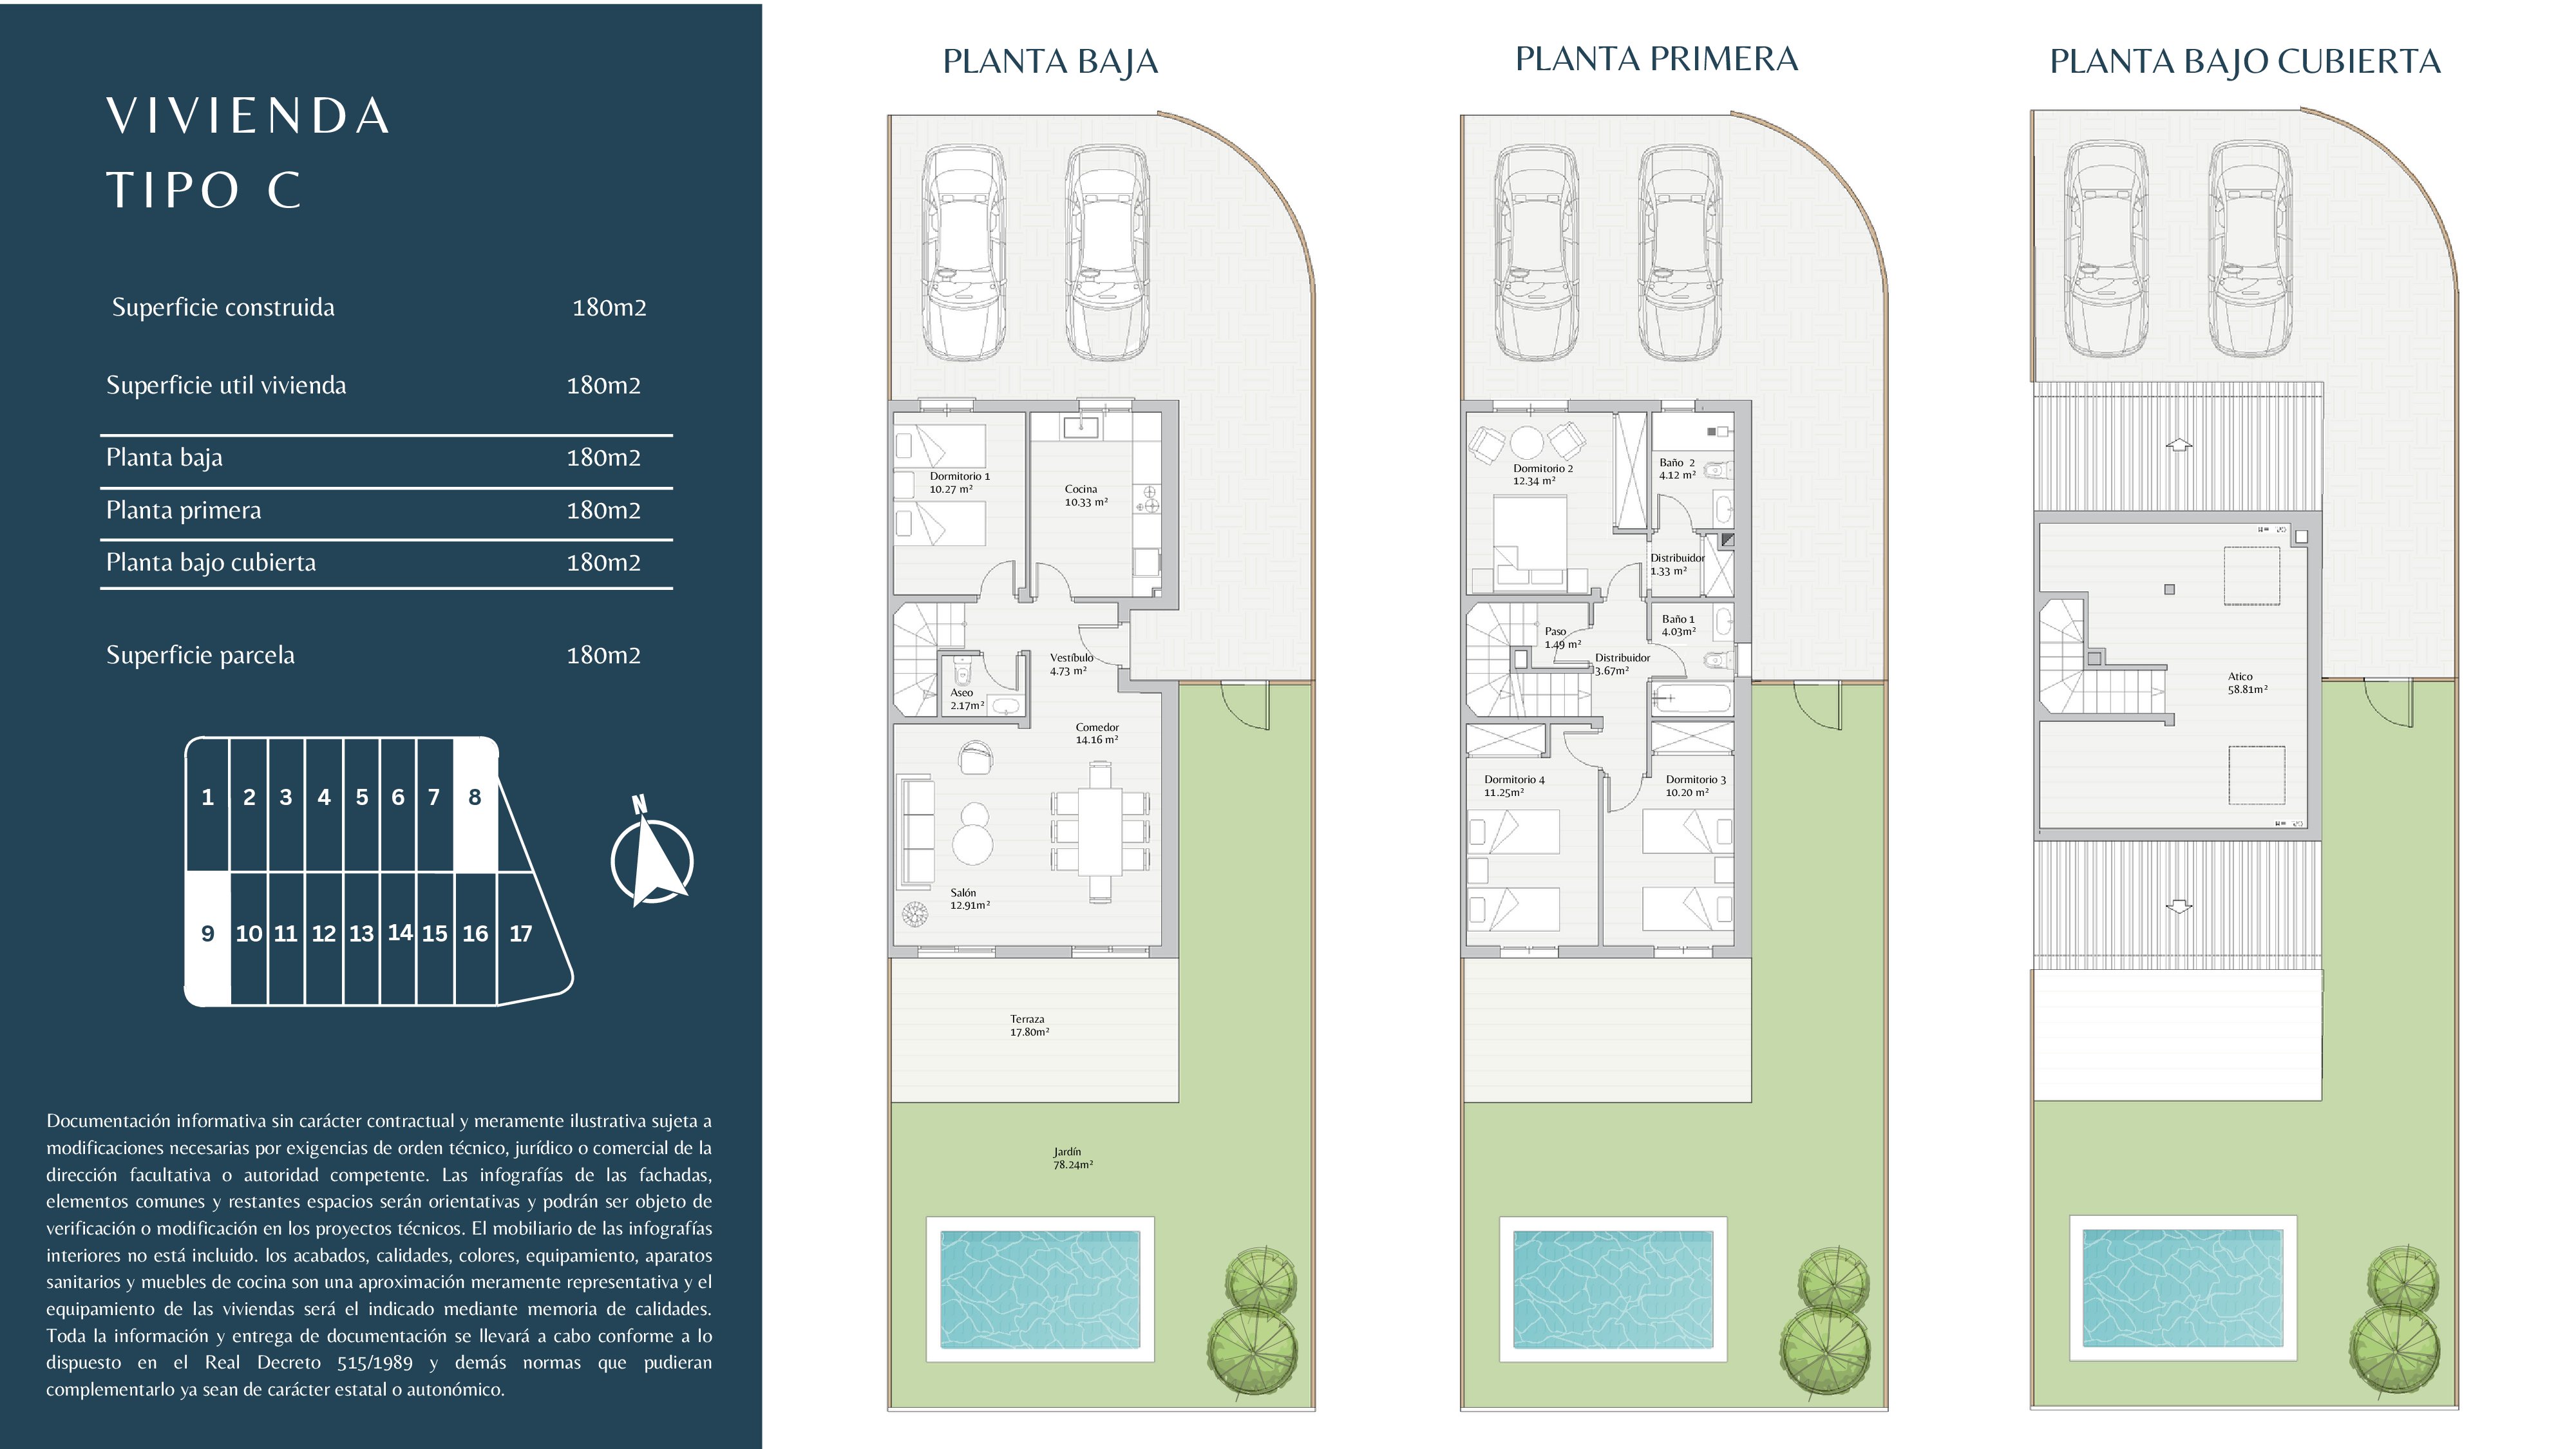 VIVIENDA
TIPO C
Superficie construida 180m2
Superficie util vivienda 180m2
Planta baja 180m2
Planta primera 180m2
Planta bajo cubierta 180m2
Superficie parcela 180m2
1 2 3 4 5 6 7 8
N
9 10 11 12 13 14 15 16 17
Documentación informativa sin carácter contractual y meramente ilustrativa sujeta a
modificaciones necesarias por exigencias de orden técnico, jurídico o comercial de la
dirección facultativa o autoridad competente. Las infografías de las fachadas,
elementos comunes y restantes espacios serán orientativas y podrán ser objeto de
verificación o modificación en los proyectos técnicos. El mobiliario de las infografías
interiores no está incluido. los acabados, calidades, colores, equipamiento, aparatos
sanitarios y muebles de cocina son una aproximación meramente representativa y el
equipamiento de las viviendas será el indicado mediante memoria de calidades.
Toda la información y entrega de documentación se llevará a cabo conforme a lo
dispuesto en el Real Decreto 515/1989 y demás normas que pudieran
complementarlo ya sean de carácter estatal o autonómico.
PLANTA BAJA
Dormitorio 1
10.27 m²
Cocina
10.33 m²
Vestíbulo
4.73 m²
Aseo
2.17m²
Comedor
14.16 m²
Salón
12.91m²
Terraza
17.80m²
Jardín
78.24m²
PLANTA PRIMERA
Dormitorio 2
12.34 m²
Baño 2
4.12 m²
Distribuidor
1.33 m²
Paso
1.49 m²
Baño 1
4.03m²
Distribuidor
3.67m²
Dormitorio 4
11.25m²
Dormitorio 3
10.20 m²
PLANTA BAJO CUBIERTA
Atico
58.81m²